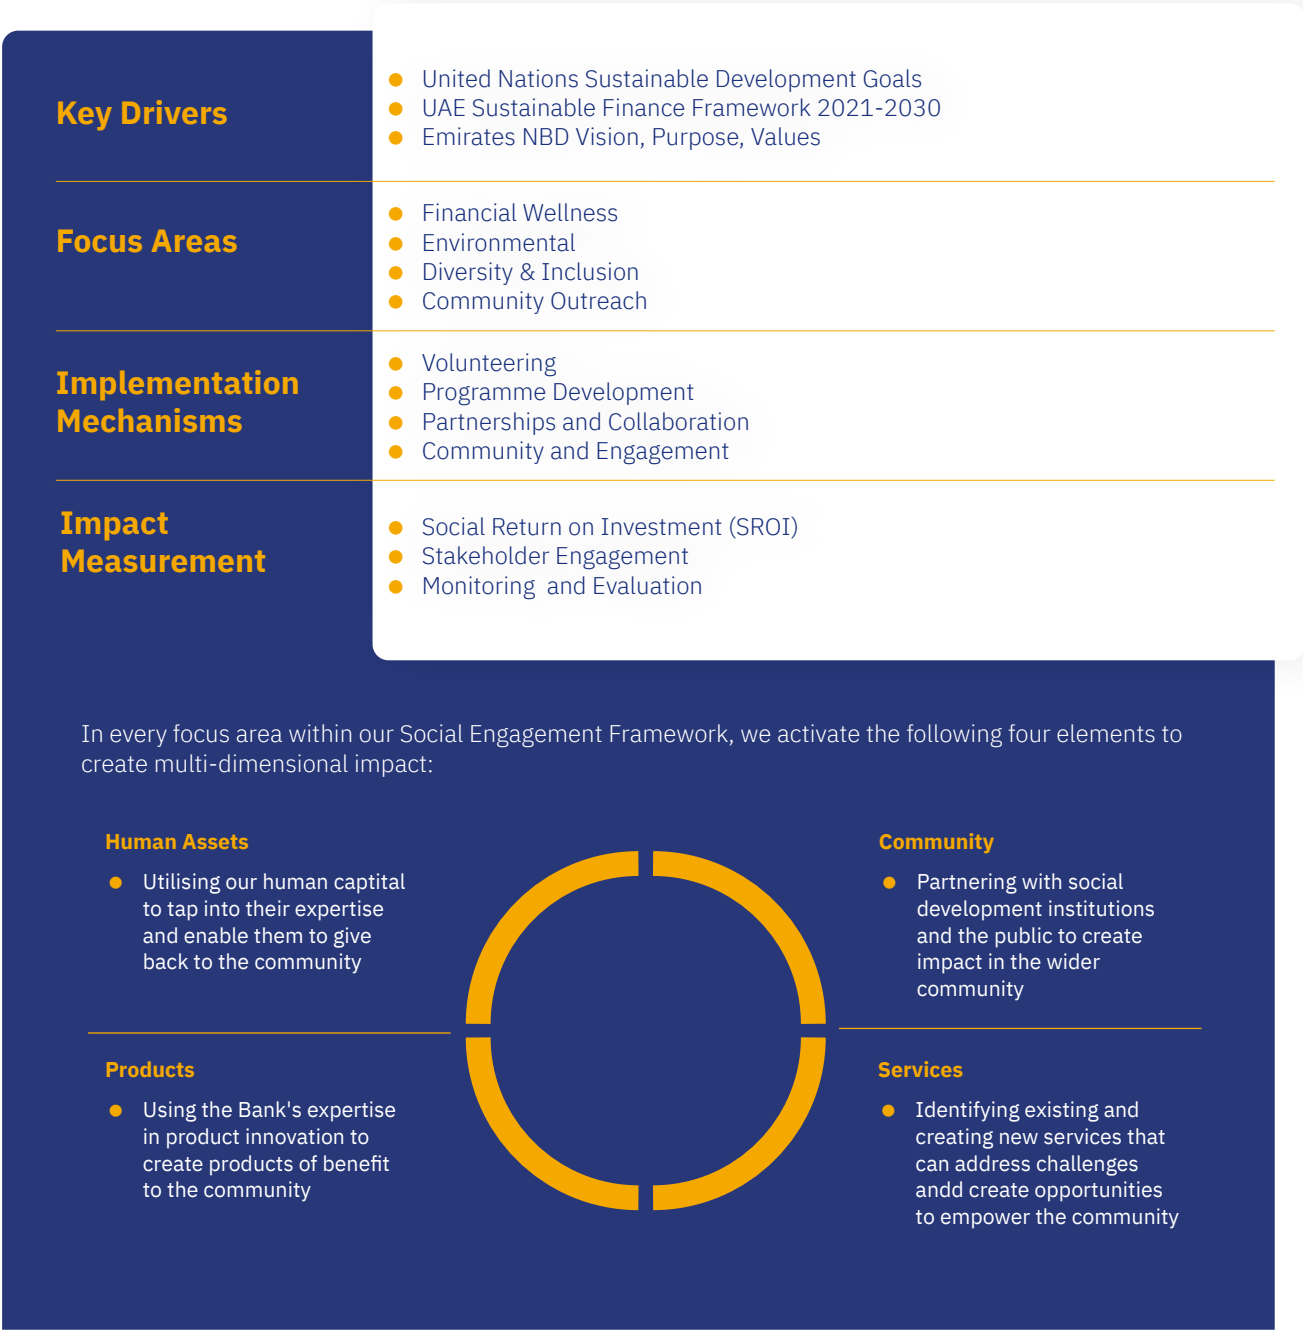 Key Drivers
United Nations Sustainable Development Goals
UAE Sustainable Finance Framework 2021-2030
Emirates NBD Vision, Purpose, Values
Focus Areas
Financial Wellness
Environmental
Diversity & Inclusion
Community Outreach
Implementation
Mechanisms
Volunteering
Programme Development
Partnerships and Collaboration
Community and Engagement
Impact
Measurement
Social Return on Investment (SROI)
Stakeholder Engagement
Monitoring  and Evaluation
In every focus area within our Social Engagement Framework, we activate the following four elements to
create multi-dimensional impact:
Human Assets
Utilising our human captital
to tap into their expertise
and enable them to give
back to the community
Community
Partnering with social
development institutions
and the public to create
impact in the wider
community
Products
Using the Bank's expertise
in product innovation to
create products of benefit
to the community
Services
Identifying existing and
creating new services that
can address challenges
andd create opportunities
to empower the community